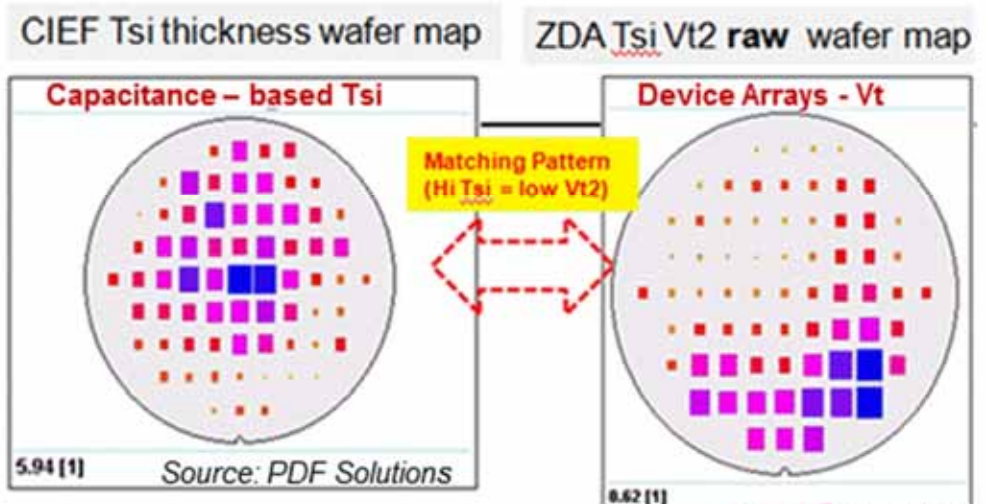 CIEF Tsi thickness wafer map
ZDA Tsi Vt2 raw wafer map
Capacetance – based Tsi
Device Arrays - Vt
Matching Pattern
(Hi Tsi = low Vt2)
5.94 [1]
Source: PDF Solutions
0.62 [1]